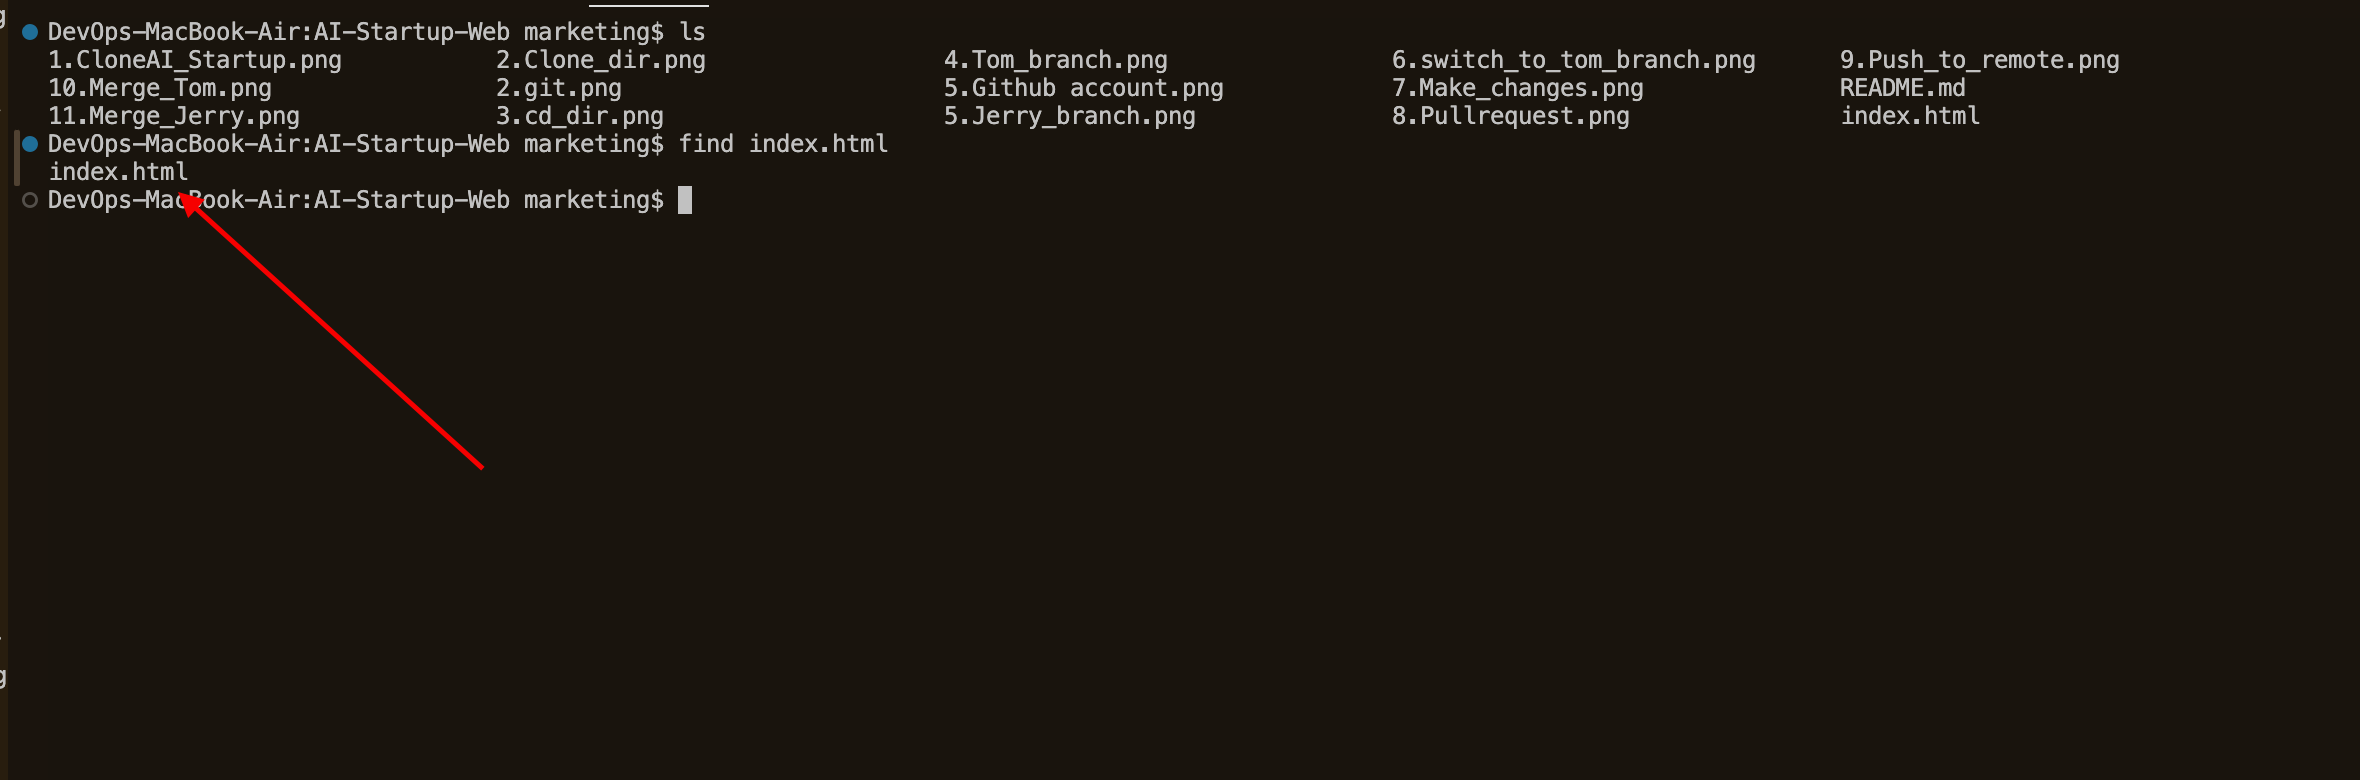 DevOps-MacBook-Air:AI-Startup-Web marketing$ ls
1.CloneAI_Startup.png 2.Clone_dir.png 4.Tom_branch.png 6.switch_to_tom_branch.png 9.Push_to_remote.png
10.Merge_Tom.png 2.git.png 5.Github account.png 7.Make_changes.png README.md
11.Merge_Jerry.png 3.cd_dir.png 5.Jerry_branch.png 8.Pullrequest.png index.html
DevOps-MacBook-Air:AI-Startup-Web marketing$ find index.html
index.html
DevOps-MacBook-Air:AI-Startup-Web marketing$